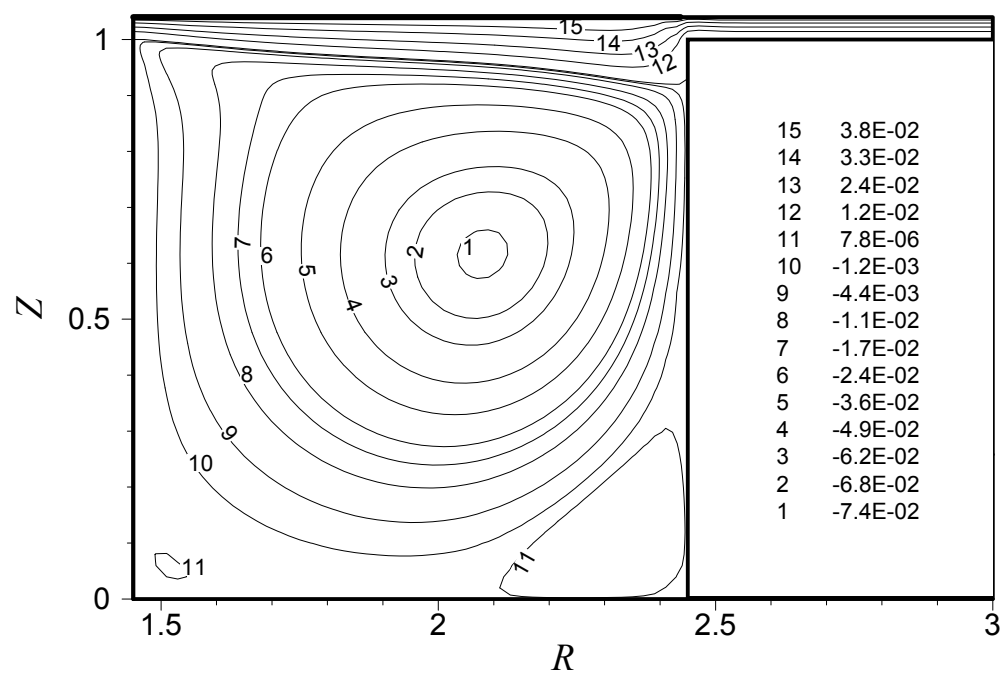 15
14
13
12
1
15 3.8E-02
14 3.3E-02
13 2.4E-02
12 1.2E-02
11 7.8E-06
10 -1.2E-03
9 -4.4E-03
8 -1.1E-02
7 -1.7E-02
6 -2.4E-02
5 -3.6E-02
4 -4.9E-02
3 -6.2E-02
2 -6.8E-02
1 -7.4E-02
7 6 5 4 3 2 1
Z
0.5
8
9
10
11
11
0
1.5 2 2.5 3
R